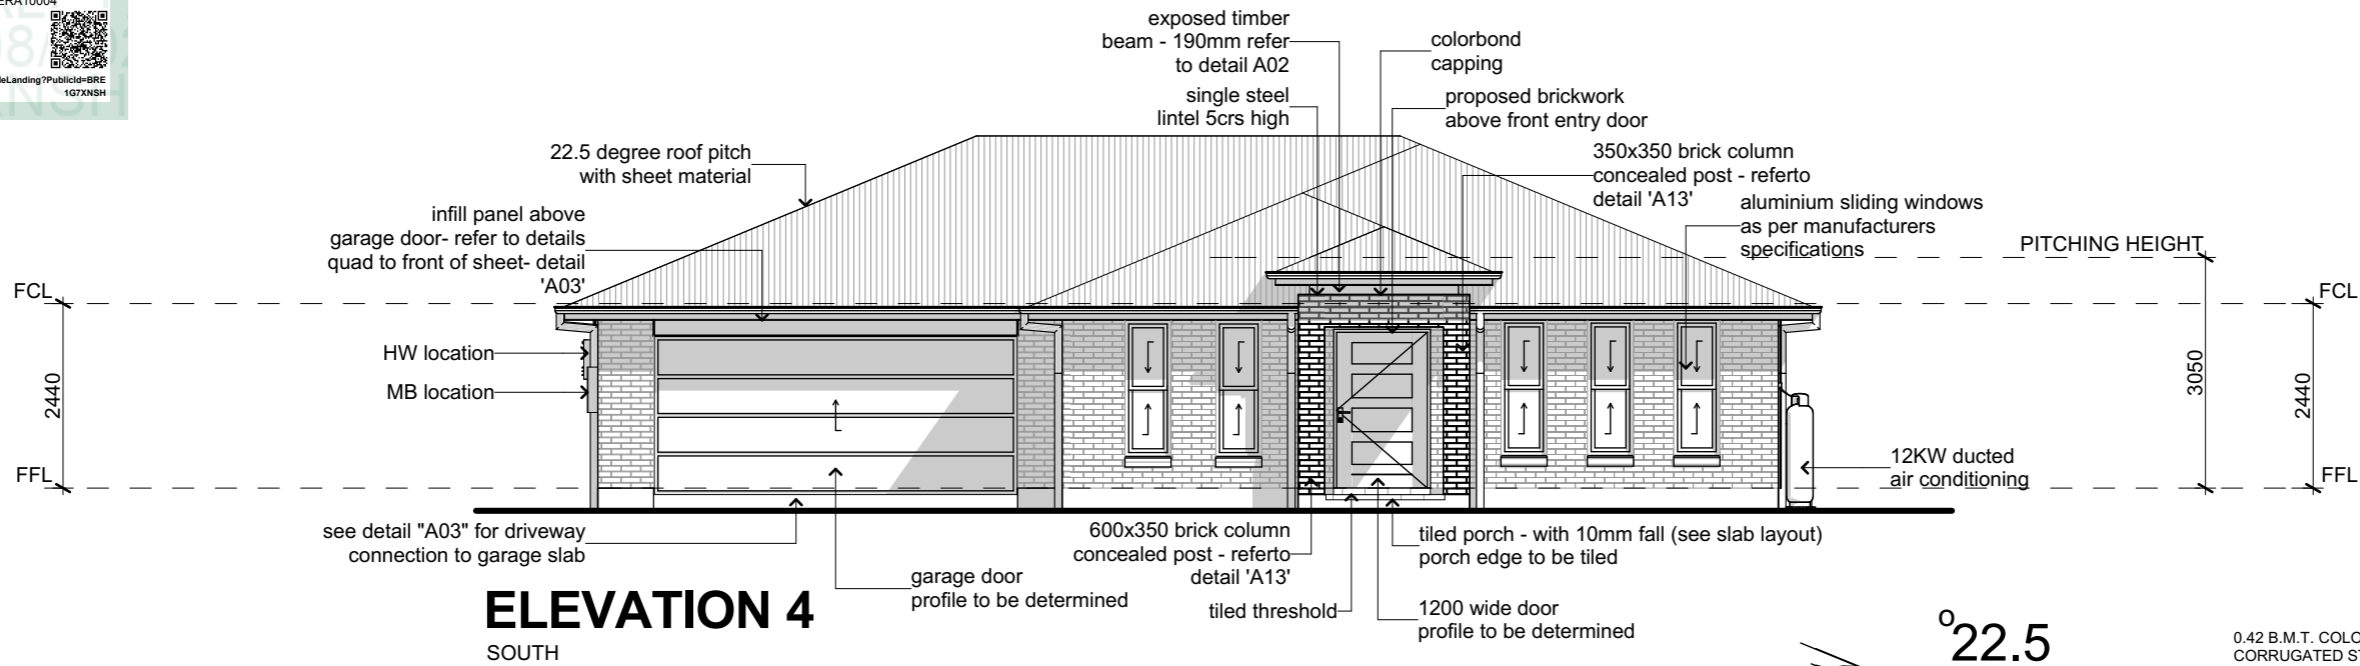 exposed timber
beam - 190mm refer
to detail A02
single steel
lintel 5crs high
colorbond
capping
proposed brickwork
above front entry door
22.5 degree roof pitch
with sheet material
350x350 brick column
concealed post - referto
detail 'A13'
aluminium sliding windows
as per manufacturers
specifications
infill panel above
garage door- refer to details
quad to front of sheet- detail
'A03'
PITCHING HEIGHT
FCL
FCL
HW location
MB location
2440
3050
2440
FFL
FFL
12KW ducted
air conditioning
see detail "A03" for driveway
connection to garage slab
600x350 brick column
concealed post - referto
detail 'A13'
tiled porch - with 10mm fall (see slab layout)
porch edge to be tiled
garage door
profile to be determined
tiled threshold
1200 wide door
profile to be determined
ELEVATION 4
SOUTH
o
22.5
0.42 B.M.T. COLO
CORRUGATED ST
leLanding?PublicId=BRE
1G7XNSH